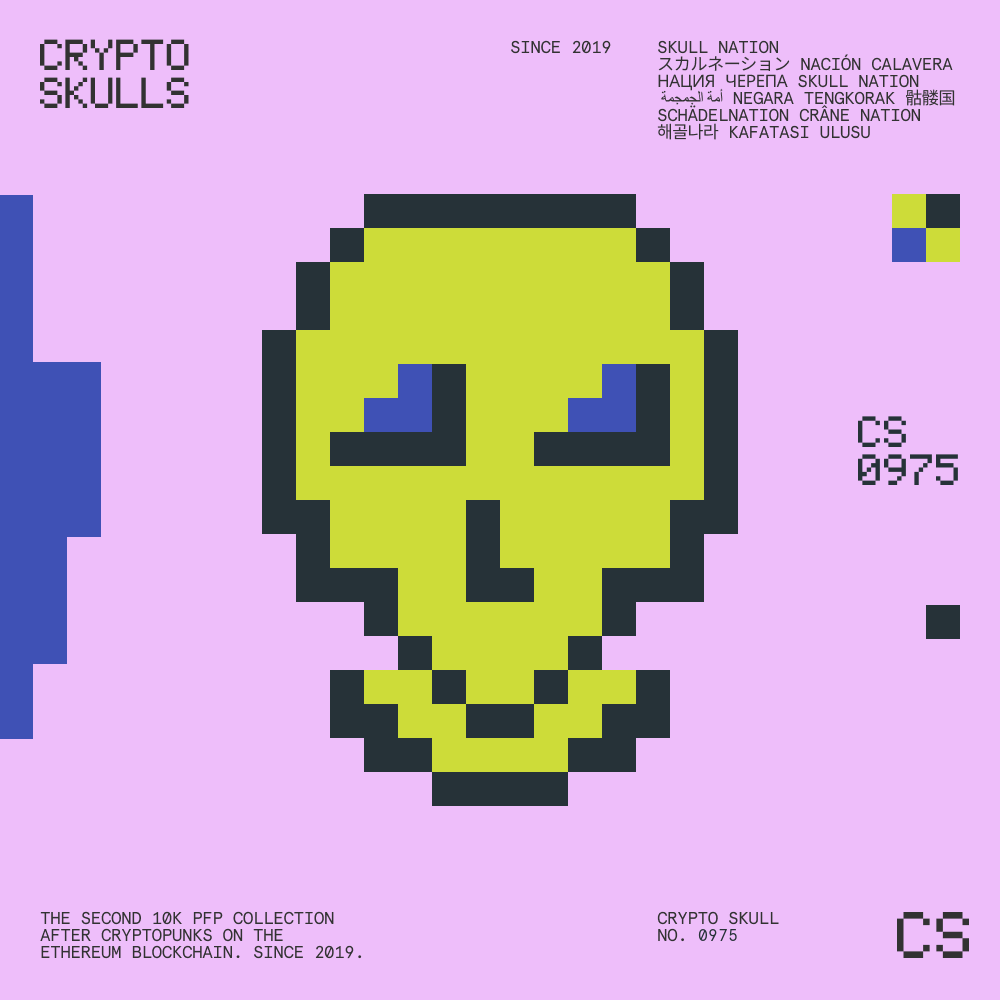 CRYPTO
SKULLS
SINCE 2019
SKULL NATION
スカルネーション NACIÓN CALAVERA
НАЦИЯ ЧЕРЕПА SKULL NATION
أمة الجمجمة NEGARA TENGKORAK 骷髅国
SCHÄDELNATION CRÂNE NATION
해골나라 KAFATASI ULUSU
CS
0975
THE SECOND 10K PFP COLLECTION
AFTER CRYPTOPUNKS ON THE
ETHEREUM BLOCKCHAIN. SINCE 2019.
CRYPTO SKULL
NO. 0975
CS